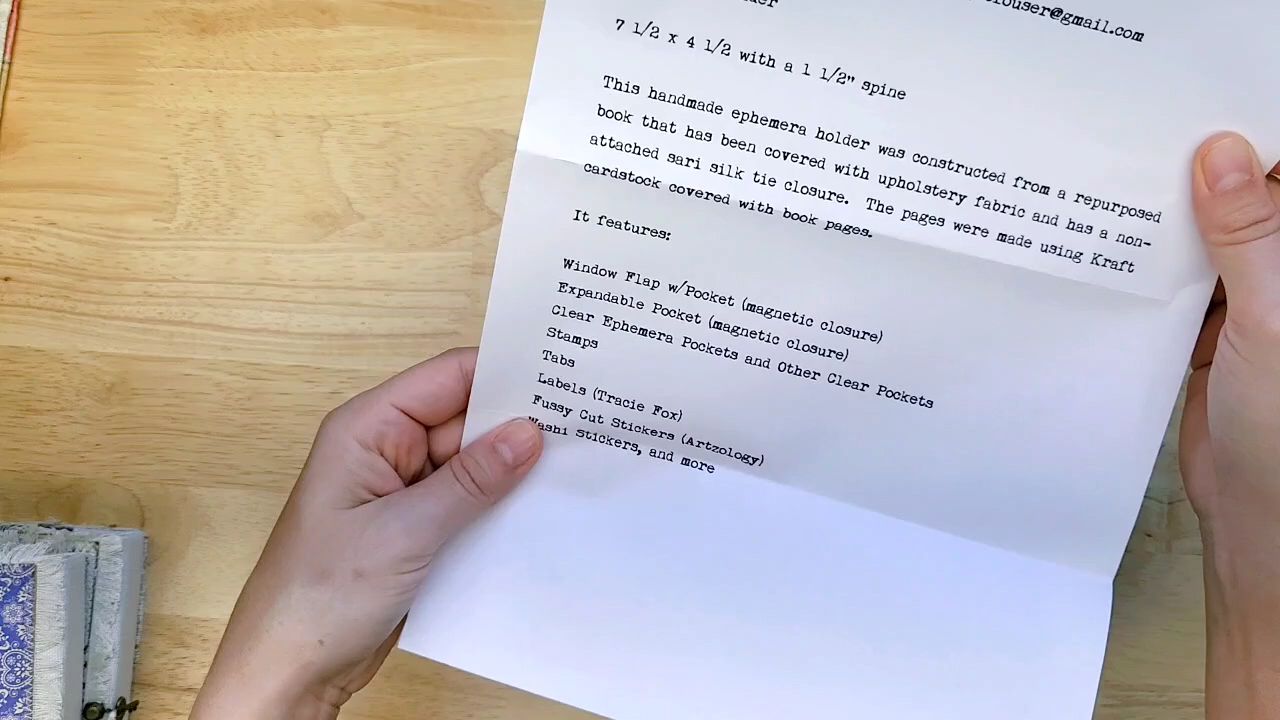 7 1/2 x 4 1/2 with a 1 1/2" spine
This handmade ephemera holder was constructed from a repurposed
book that has been covered with upholstery fabric and has a non-
attached sari silk tie closure. The pages were made using Kraft
cardstock covered with book pages.
It features:
Window Flap w/Pocket (magnetic closure)
Expandable Pocket (magnetic closure)
Clear Ephemera Pockets and Other Clear Pockets
Stamps
Tabs
Labels (Tracie Fox)
Fussy Cut Stickers (Artzology)
Washi Stickers, and more